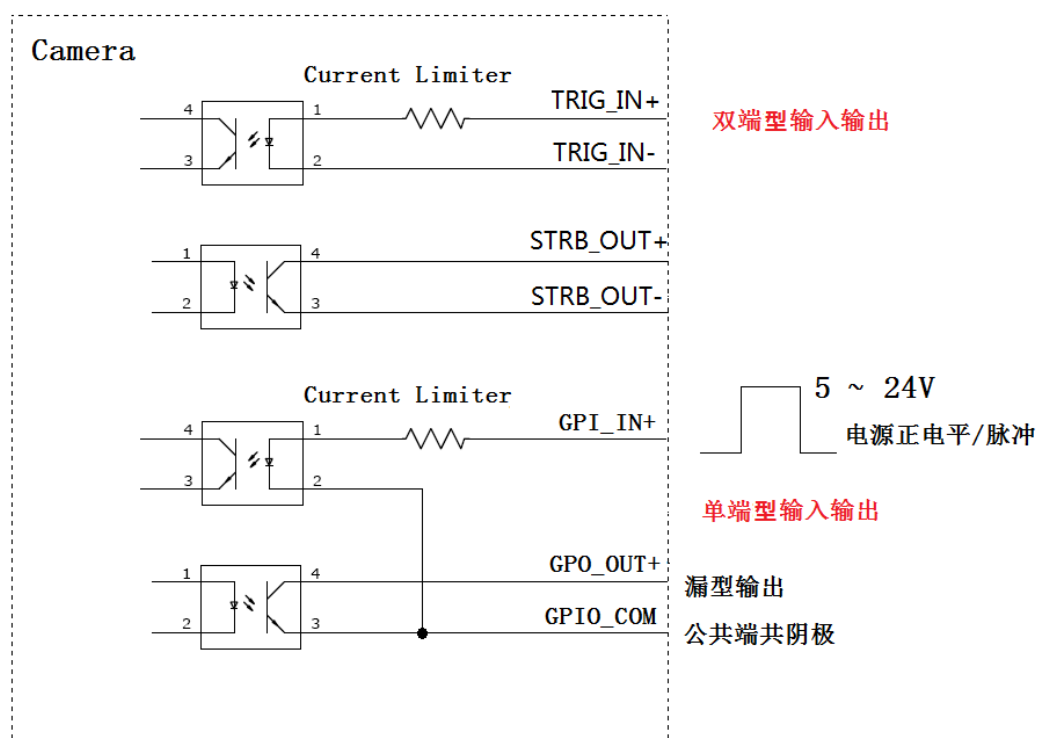 Camera
Current Limiter
4
1
TRIG_IN+
双端型输入输出
3
2
TRIG_IN-
1
4
STRB_OUT+
2
3
STRB_OUT-
Current Limiter
5 ~ 24V
4
1
GPI_IN+
电源正电平/脉冲
3
2
单端型输入输出
1
4
GPO_OUT+
漏型输出
2
3
GPIO_COM
公共端共阴极